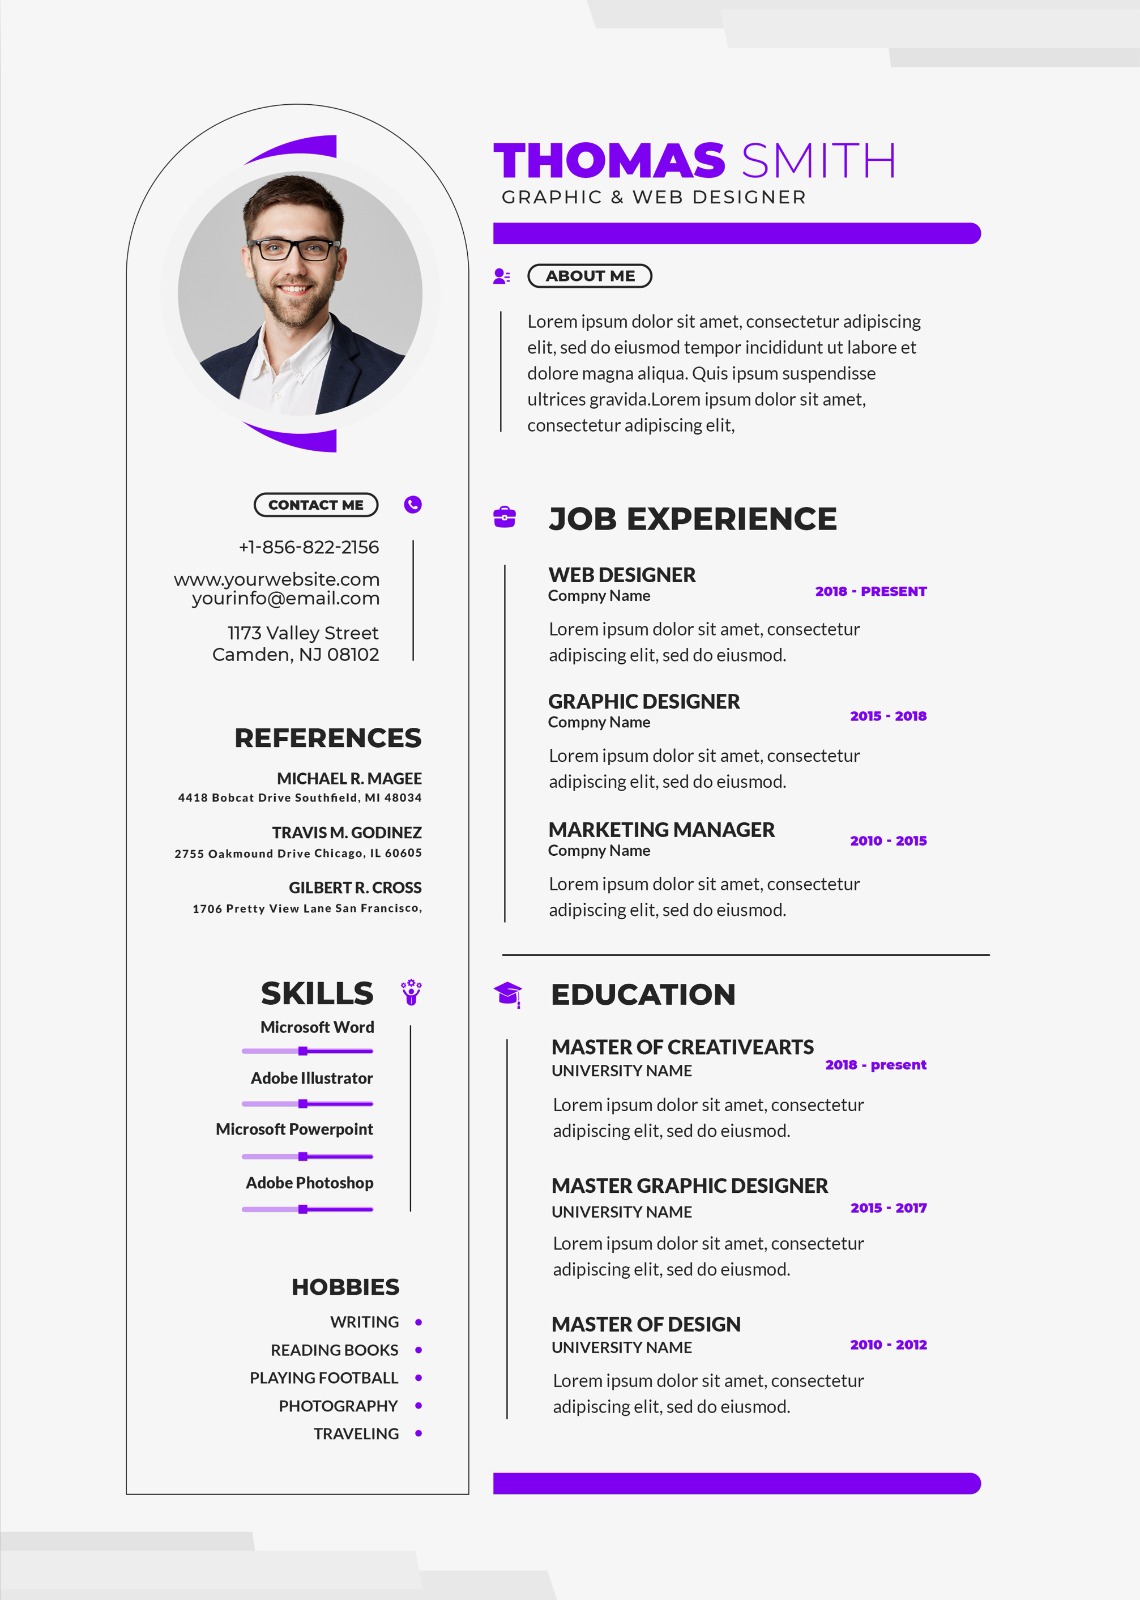 THOMAS SMITH
GRAPHIC & WEB DESIGNER
ABOUT ME
Lorem ipsum dolor sit amet, consectetur adipiscing
elit, sed do eiusmod tempor incididunt ut labore et
dolore magna aliqua. Quis ipsum suspendisse
ultrices gravida.Lorem ipsum dolor sit amet,
consectetur adipiscing elit,
CONTACT ME
+1-856-822-2156
www.yourwebsite.com
yourinfo@email.com
1173 Valley Street
Camden, NJ 08102
REFERENCES
MICHAEL R. MAGEE
4418 Bobcat Drive Southfield, MI 48034
TRAVIS M. GODINEZ
2755 Oakmound Drive Chicago, IL 60605
GILBERT R. CROSS
1706 Pretty View Lane San Francisco,
SKILLS
Microsoft Word
Adobe Illustrator
Microsoft Powerpoint
Adobe Photoshop
HOBBIES
WRITING
READING BOOKS
PLAYING FOOTBALL
PHOTOGRAPHY
TRAVELING
JOB EXPERIENCE
WEB DESIGNER
Compny Name
2018 - PRESENT
Lorem ipsum dolor sit amet, consectetur
adipiscing elit, sed do eiusmod.
GRAPHIC DESIGNER
Compny Name
2015 - 2018
Lorem ipsum dolor sit amet, consectetur
adipiscing elit, sed do eiusmod.
MARKETING MANAGER
Compny Name
2010 - 2015
Lorem ipsum dolor sit amet, consectetur
adipiscing elit, sed do eiusmod.
EDUCATION
MASTER OF CREATIVEARTS
UNIVERSITY NAME
2018 - present
Lorem ipsum dolor sit amet, consectetur
adipiscing elit, sed do eiusmod.
MASTER GRAPHIC DESIGNER
UNIVERSITY NAME
2015 - 2017
Lorem ipsum dolor sit amet, consectetur
adipiscing elit, sed do eiusmod.
MASTER OF DESIGN
UNIVERSITY NAME
2010 - 2012
Lorem ipsum dolor sit amet, consectetur
adipiscing elit, sed do eiusmod.